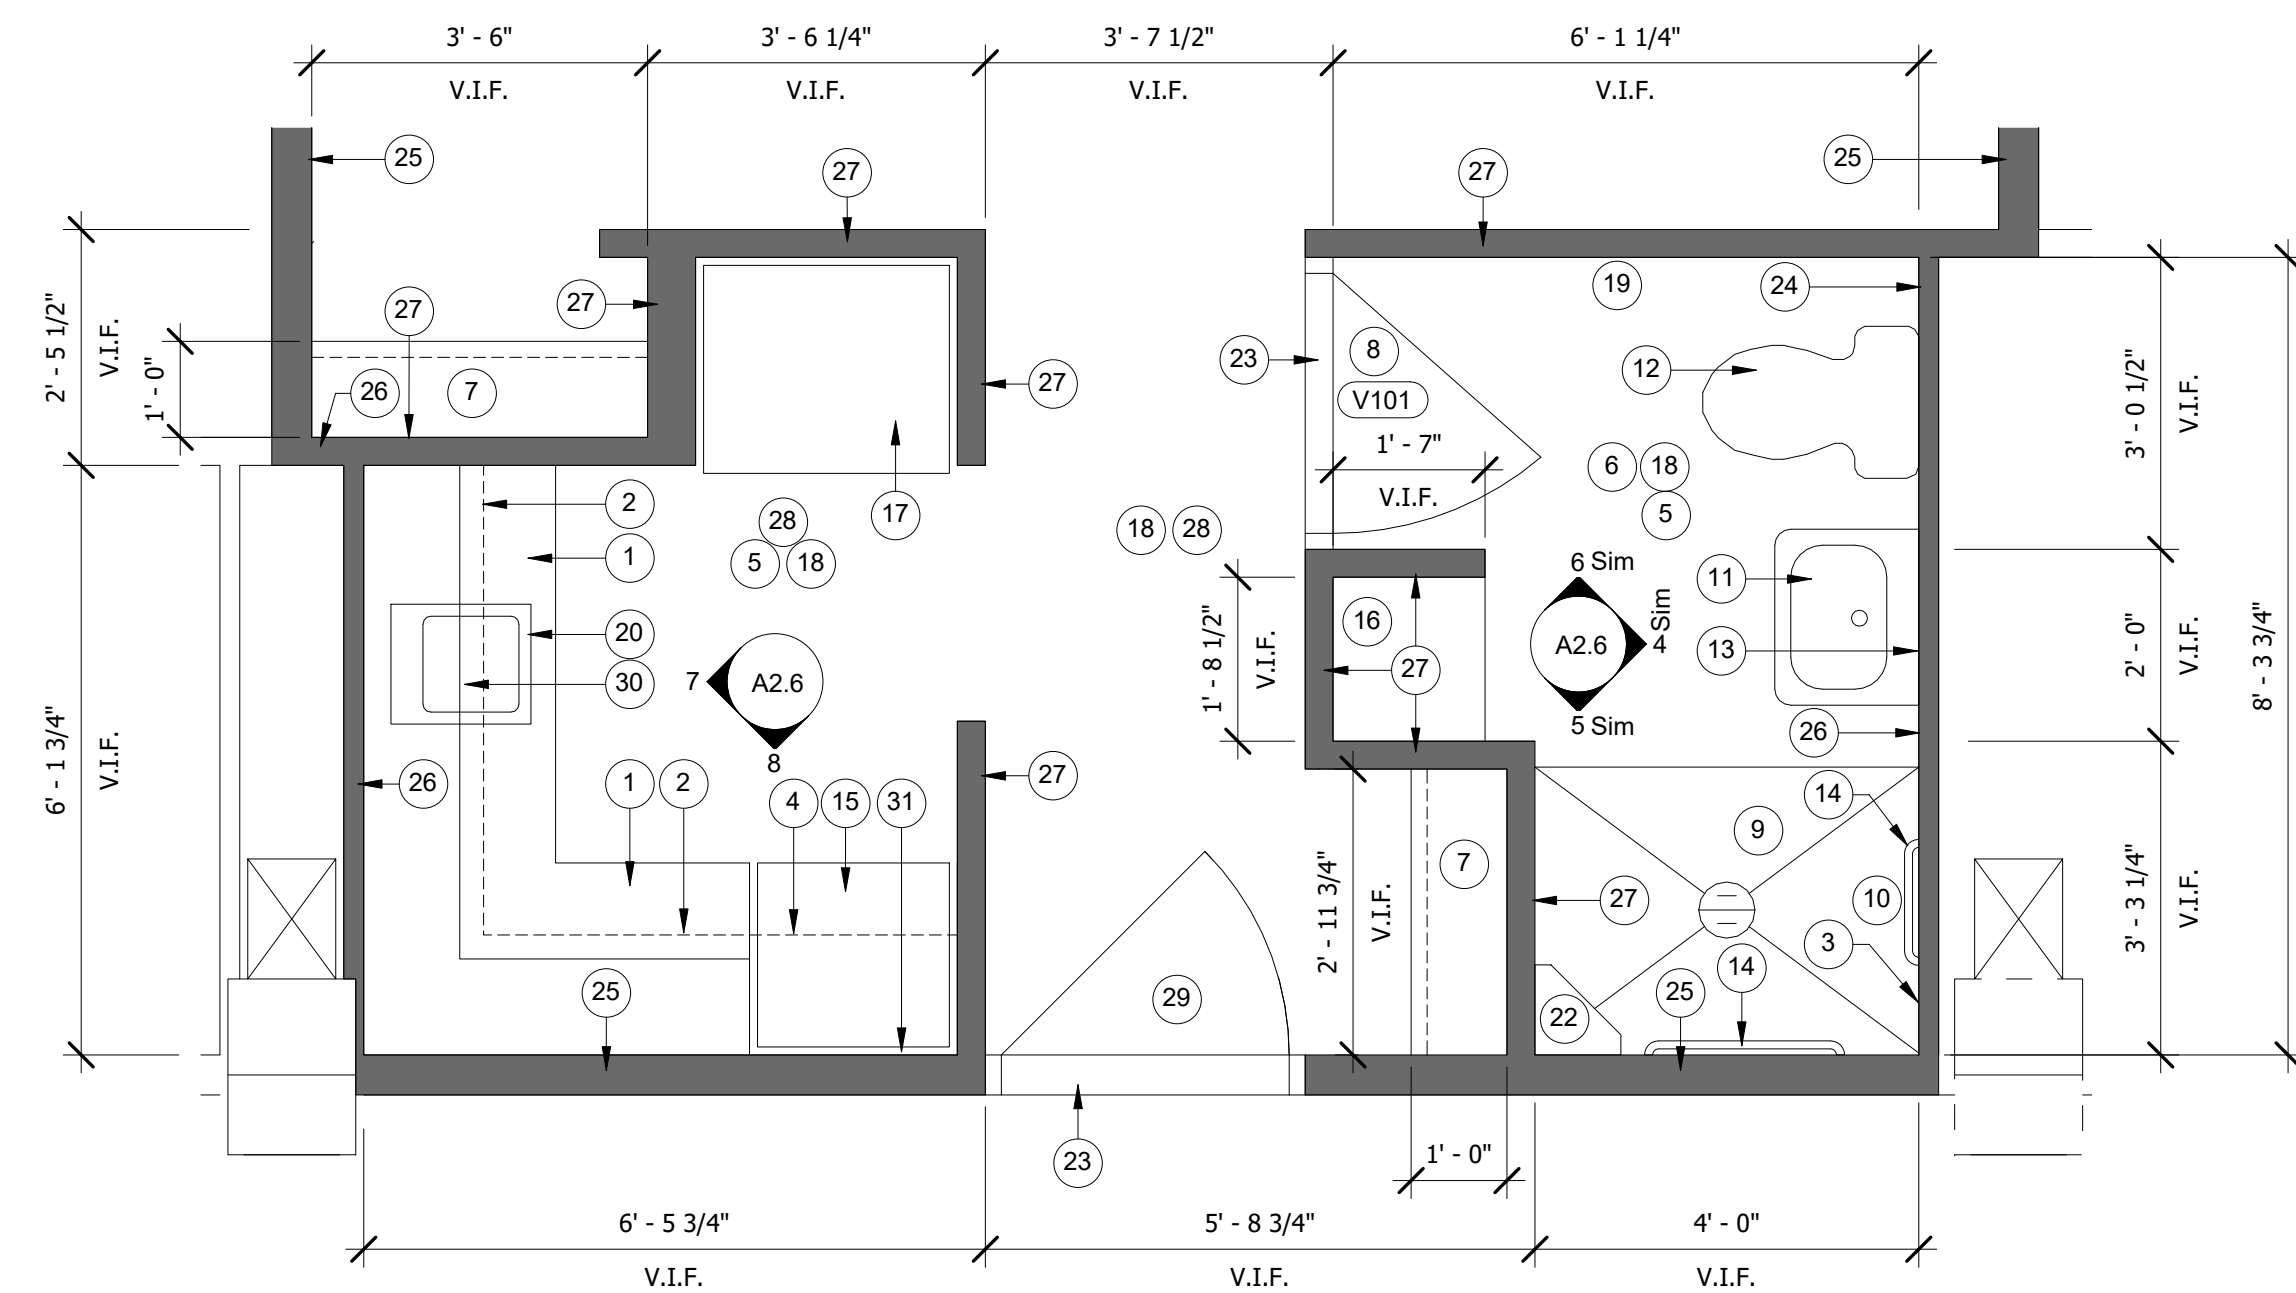 3' - 6"
3' - 6 1/4"
3' - 7 1/2"
6' - 1 1/4"
V.I.F.
V.I.F.
V.I.F.
V.I.F.
25
27
27
25
2' - 5 1/2"
V.I.F.
1' - 0"
27
27
26
7
27
17
23
8
V101
1' - 7"
V.I.F.
19
24
12
6
18
5
3' - 0 1/2"
V.I.F.
2
1
28
5
18
18
28
20
30
7
A2.6
8
1' - 8 1/2"
V.I.F.
16
27
6 Sim
A2.6
4 Sim
5 Sim
11
13
26
2' - 0"
V.I.F.
8' - 3 3/4"
6' - 1 3/4"
V.I.F.
26
1
2
4
15
31
27
25
29
23
2' - 11 3/4"
V.I.F.
7
27
9
14
10
3
14
25
22
3' - 3 1/4"
V.I.F.
1' - 0"
6' - 5 3/4"
5' - 8 3/4"
4' - 0"
V.I.F.
V.I.F.
V.I.F.